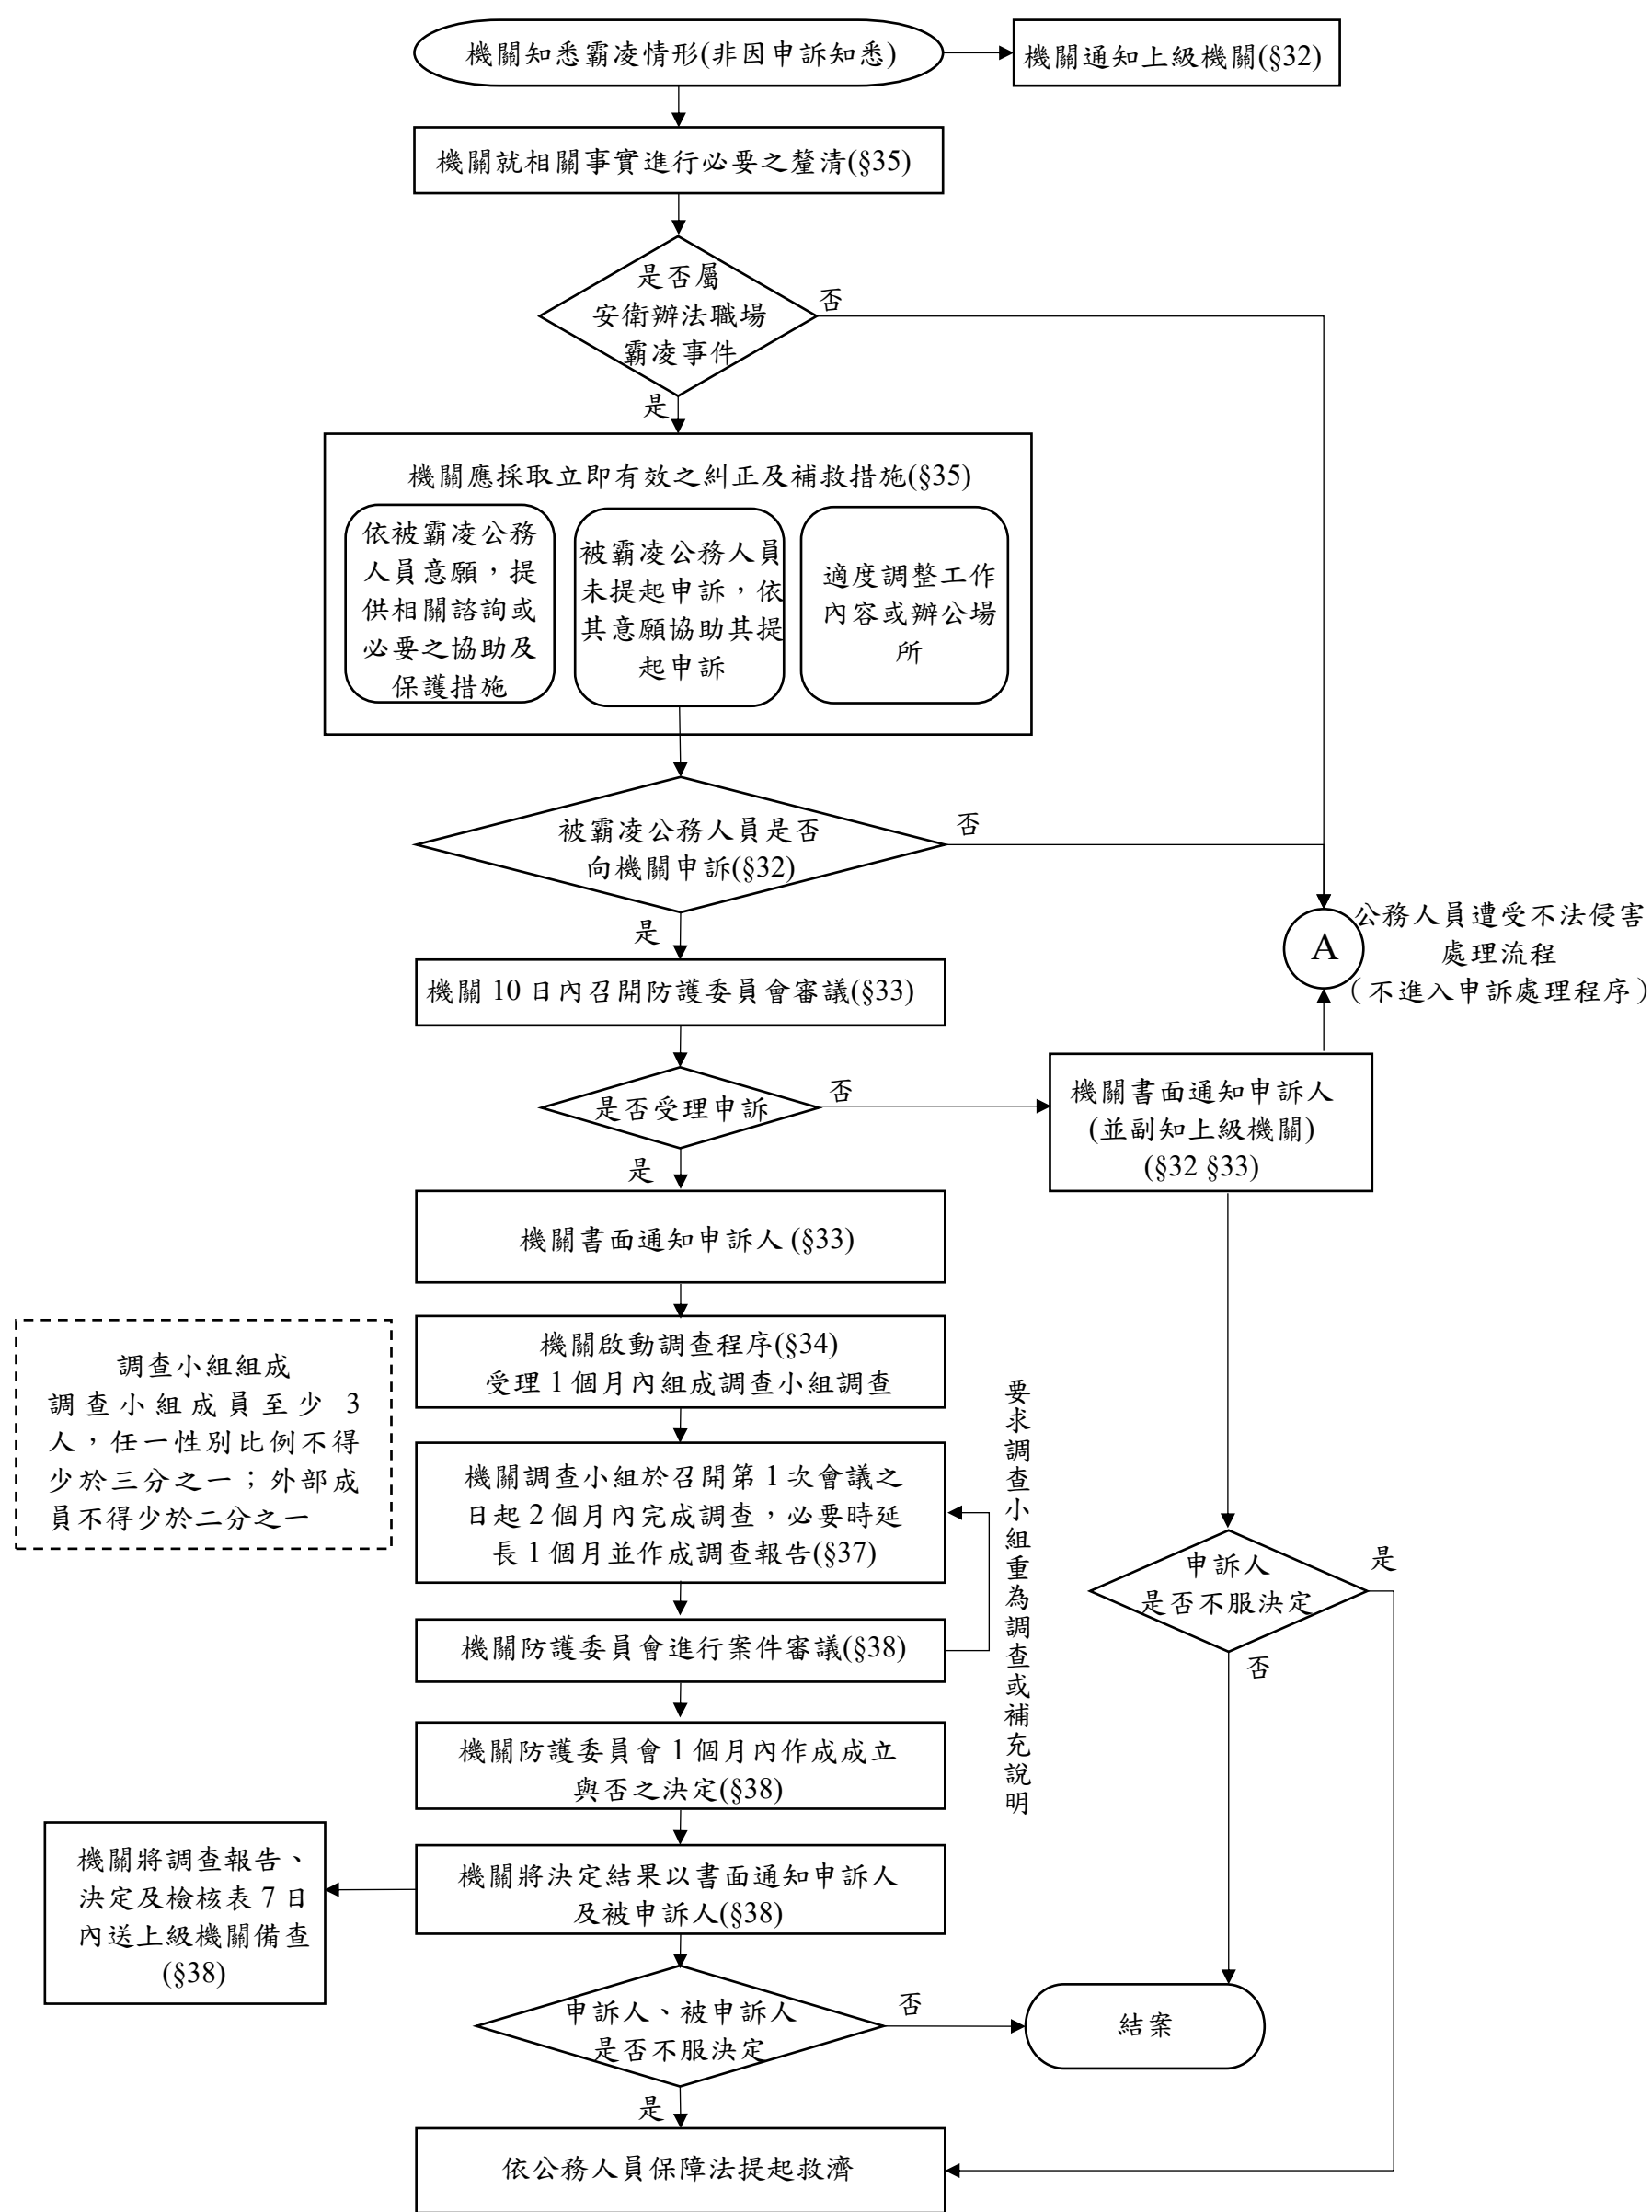 機關知悉霸凌情形(非因申訴知悉)
機關通知上級機關(§32)
機關就相關事實進行必要之釐清(§35)
是否屬
安衛辦法職場
霸凌事件
否
是
機關應採取立即有效之糾正及補救措施(§35)
依被霸凌公務
人員意願，提
供相關諮詢或
必要之協助及
保護措施
被霸凌公務人員
未提起申訴，依
其意願協助其提
起申訴
適度調整工作
內容或辦公場
所
被霸凌公務人員是否
向機關申訴(§32)
否
是
A
公務人員遭受不法侵害
處理流程
（不進入申訴處理程序）
機關 10 日內召開防護委員會審議(§33)
是否受理申訴
否
是
機關書面通知申訴人
(並副知上級機關)
(§32 §33)
機關書面通知申訴人 (§33)
機關啟動調查程序(§34)
受理 1 個月內組成調查小組調查
調查小組組成
調查小組成員至少 3
人，任一性別比例不得
少於三分之一；外部成
員不得少於二分之一
機關調查小組於召開第 1 次會議之
日起 2 個月內完成調查，必要時延
長 1 個月並作成調查報告(§37)
要求調查小組重為調查或補充說明
申訴人
是否不服決定
是
否
機關防護委員會進行案件審議(§38)
機關防護委員會 1 個月內作成成立
與否之決定(§38)
機關將決定結果以書面通知申訴人
及被申訴人(§38)
機關將調查報告、
決定及檢核表 7 日
內送上級機關備查
(§38)
申訴人、被申訴人
是否不服決定
否
是
結案
依公務人員保障法提起救濟